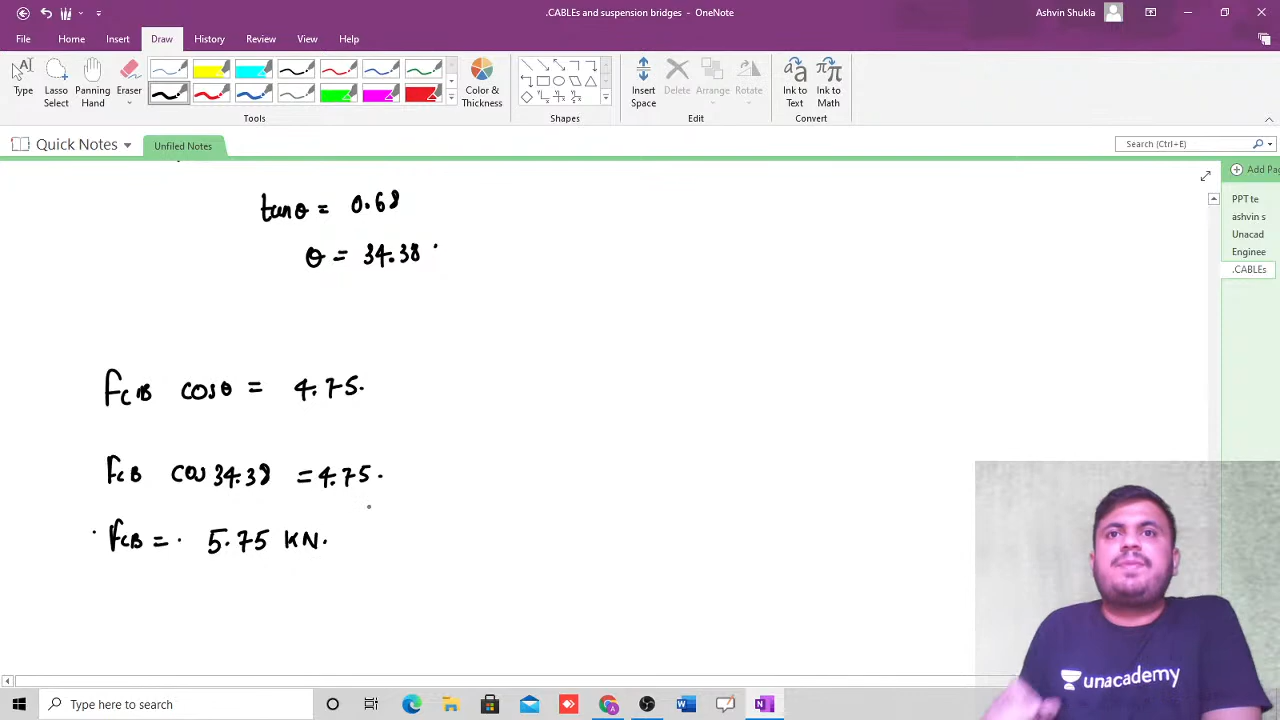 .CABLEs and suspension bridges - OneNote
Ashvin Shukla
File Home Insert Draw History Review View Help
Type
Lasso Select
Panning Hand
Eraser
Color & Thickness
Insert Space
Delete
Arrange
Rotate
Ink to Text
Ink to Math
Tools
Shapes
Edit
Convert
Quick Notes
Unfiled Notes
Search (Ctrl+E)
Add Pag
PPT te
ashvin s
Unacad
Enginee
.CABLEs
tanθ = 0.68
θ = 34.38
FCB cosθ = 4.75.
FCB cos 34.38 = 4.75.
FCB = 5.75 KN.
unacademy
Type here to search